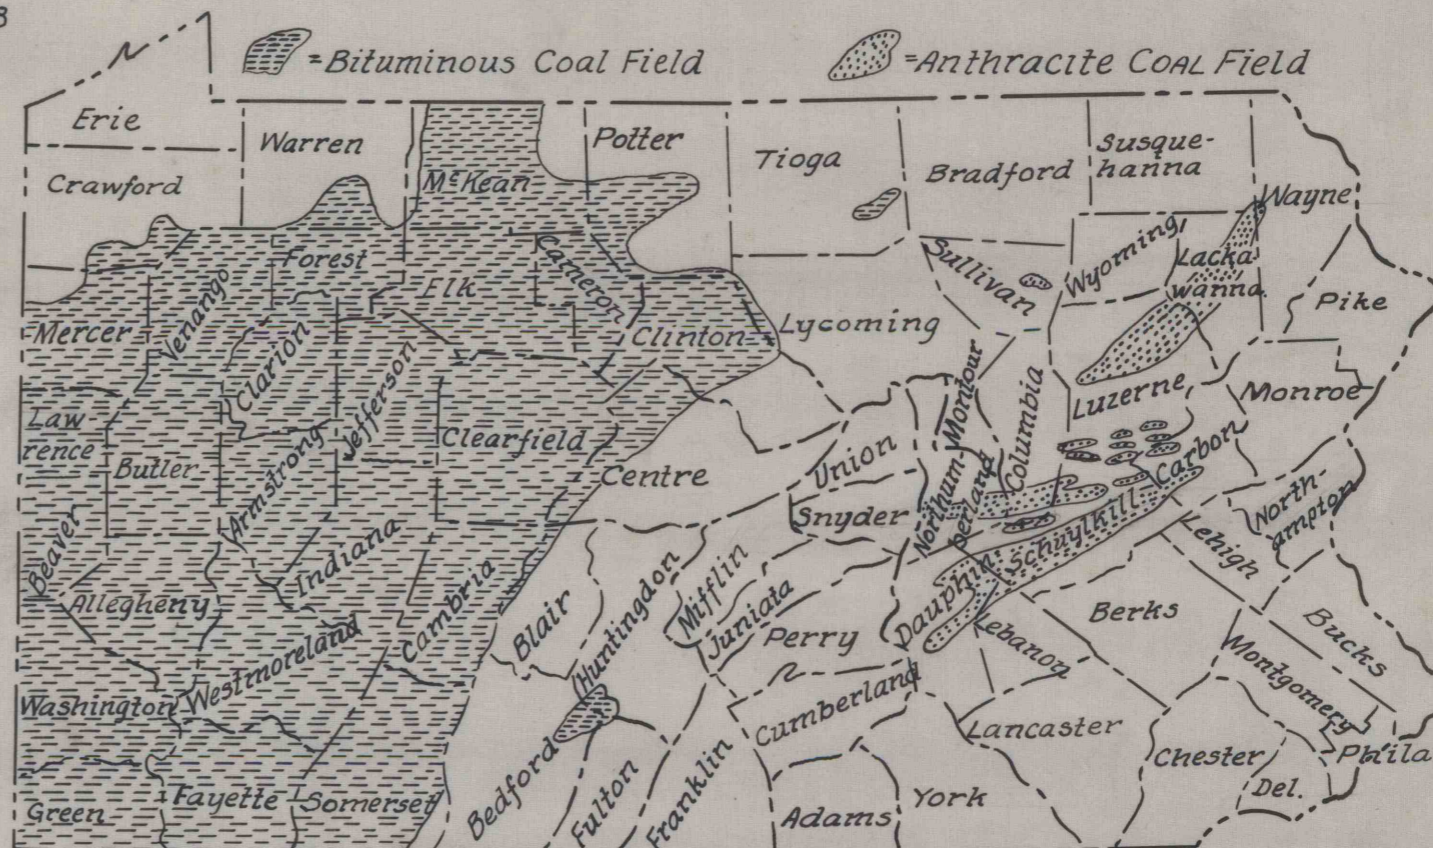 3
=Bituminous Coal Field
=Anthracite COAL Field
Erie
Warren
McKean
Potter
Tioga
Bradford
Susque-
hanna
Wayne
Crawford
Forest
Elk
Cameron
Sullivan
Wyoming
Lacka
wanna
Pike
Mercer
Venango
Clarion
Jefferson
Clinton
Lycoming
Montour
Columbia
Luzerne
Monroe
Law-
rence
Butler
Armstrong
Clearfield
Centre
Union
Snyder
Northum-
berland
Carbon
North-
ampton
Beaver
Allegheny
Indiana
Cambria
Blair
Huntingdon
Mifflin
Juniata
Perry
Dauphin
Schuylkill
Lehigh
Berks
Lebanon
Bucks
Montgomery
Washington
Westmoreland
Bedford
Cumberland
Lancaster
Chester
Phila
Del.
Green
Fayette
Somerset
Fulton
Franklin
Adams
York